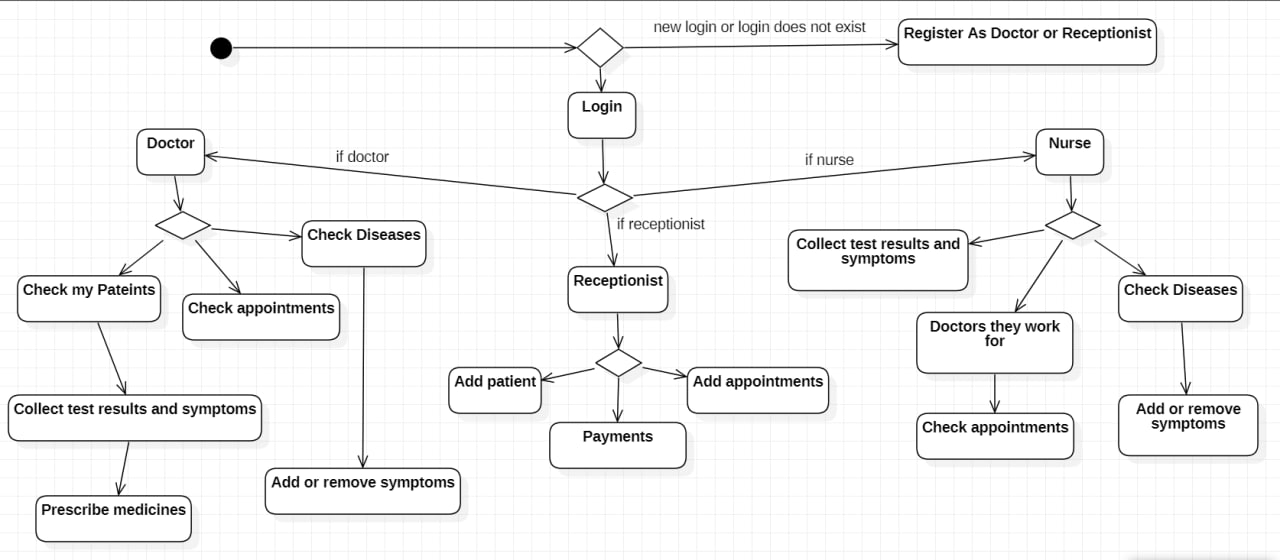 new login or login does not exist
Register As Doctor or Receptionist
Login
Doctor
if doctor
if nurse
Nurse
if receptionist
Check Diseases
Collect test results and
symptoms
Receptionist
Check my Pateints
Check appointments
Check Diseases
Doctors they work
for
Add patient
Add appointments
Collect test results and symptoms
Payments
Check appointments
Add or remove
symptoms
Add or remove symptoms
Prescribe medicines